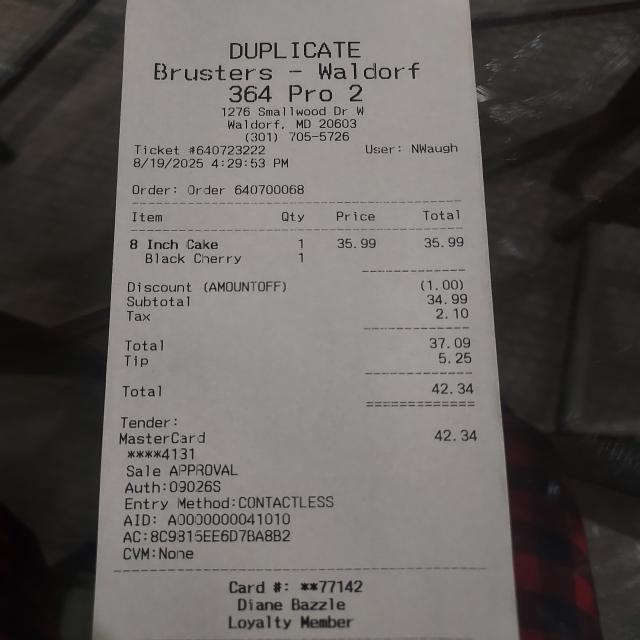 DUPLICATE
Brusters - Waldorf
364 Pro 2
1276 Smallwood Dr W
Waldorf, MD 20603
(301) 705-5726
Ticket #640723222 User: NWaugh
8/19/2025 4:29:53 PM
Order: Order 640700068
Item Qty Price Total
8 Inch Cake 1 35.99 35.99
Black Cherry 1
Discount (AMOUNTOFF) (1.00)
Subtotal 34.99
Tax 2.10
Total 37.09
Tip 5.25
Total 42.34
Tender:
MasterCard 42.34
****4131
Sale APPROVAL
Auth:09026S
Entry Method:CONTACTLESS
AID: A0000000041010
AC:8C9815EE6D7BA8B2
CVM:None
Card #: **77142
Diane Bazzle
Loyalty Member